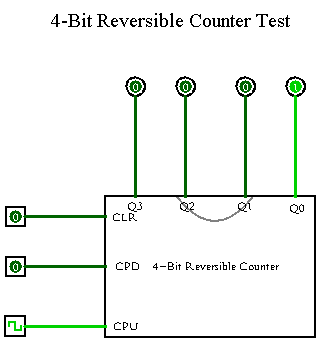 4-Bit Reversible Counter Test
0 0 0 1
Q3 Q2 Q1 Q0
0 CLR
0 CPD 4-Bit Reversible Counter
CPU